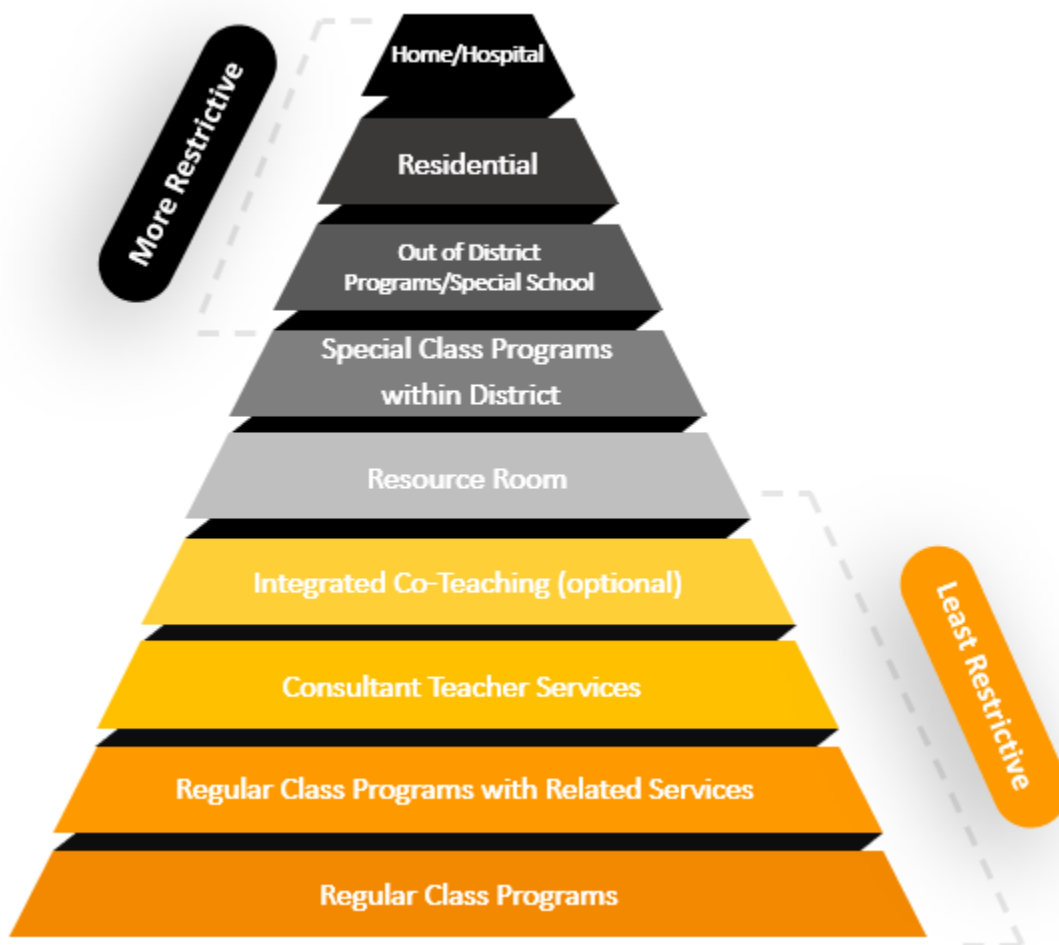 Home/Hospital
More Restrictive
Residential
Out of District
Programs/Special School
Special Class Programs
within District
Resource Room
Integrated Co-Teaching (optional)
Least Restrictive
Consultant Teacher Services
Regular Class Programs with Related Services
Regular Class Programs